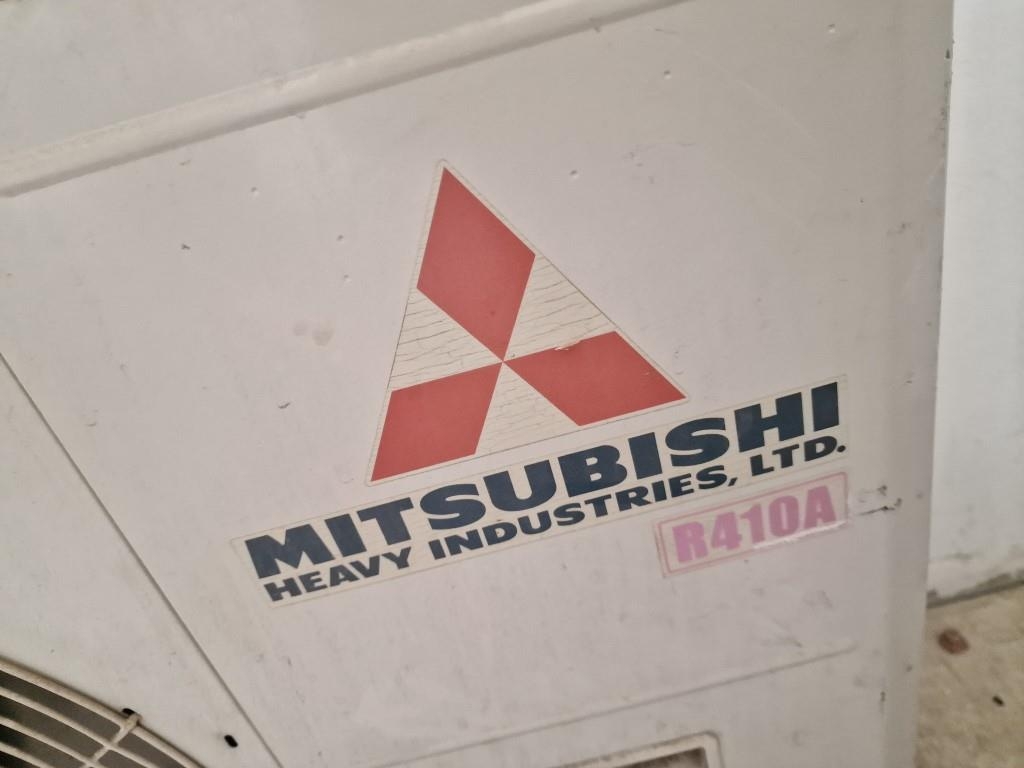 MITSUBISHI
HEAVY INDUSTRIES, LTD.
R410A